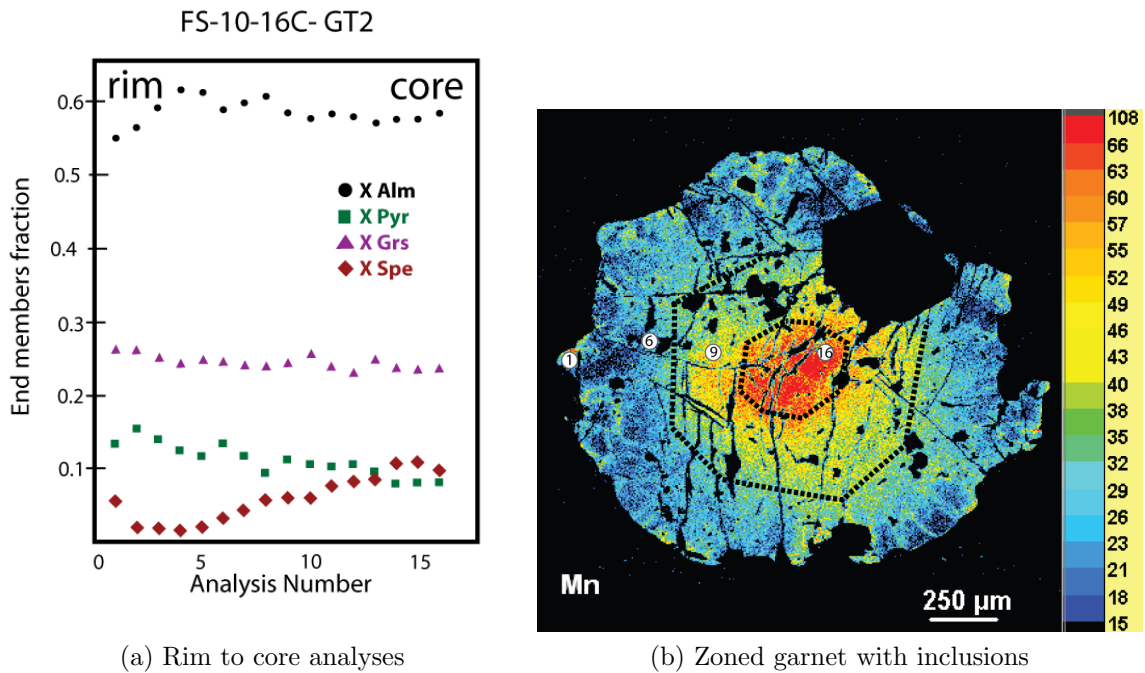 FS-10-16C- GT2
rim
core
0.6
0.5
0.4
0.3
0.2
0.1
X Alm
X Pyr
X Grs
X Spe
End members fraction
0
5
10
15
Analysis Number
(a) Rim to core analyses
1
6
9
16
Mn
250 µm
108
66
63
60
57
55
52
49
46
43
40
38
35
32
29
26
23
21
18
15
(b) Zoned garnet with inclusions